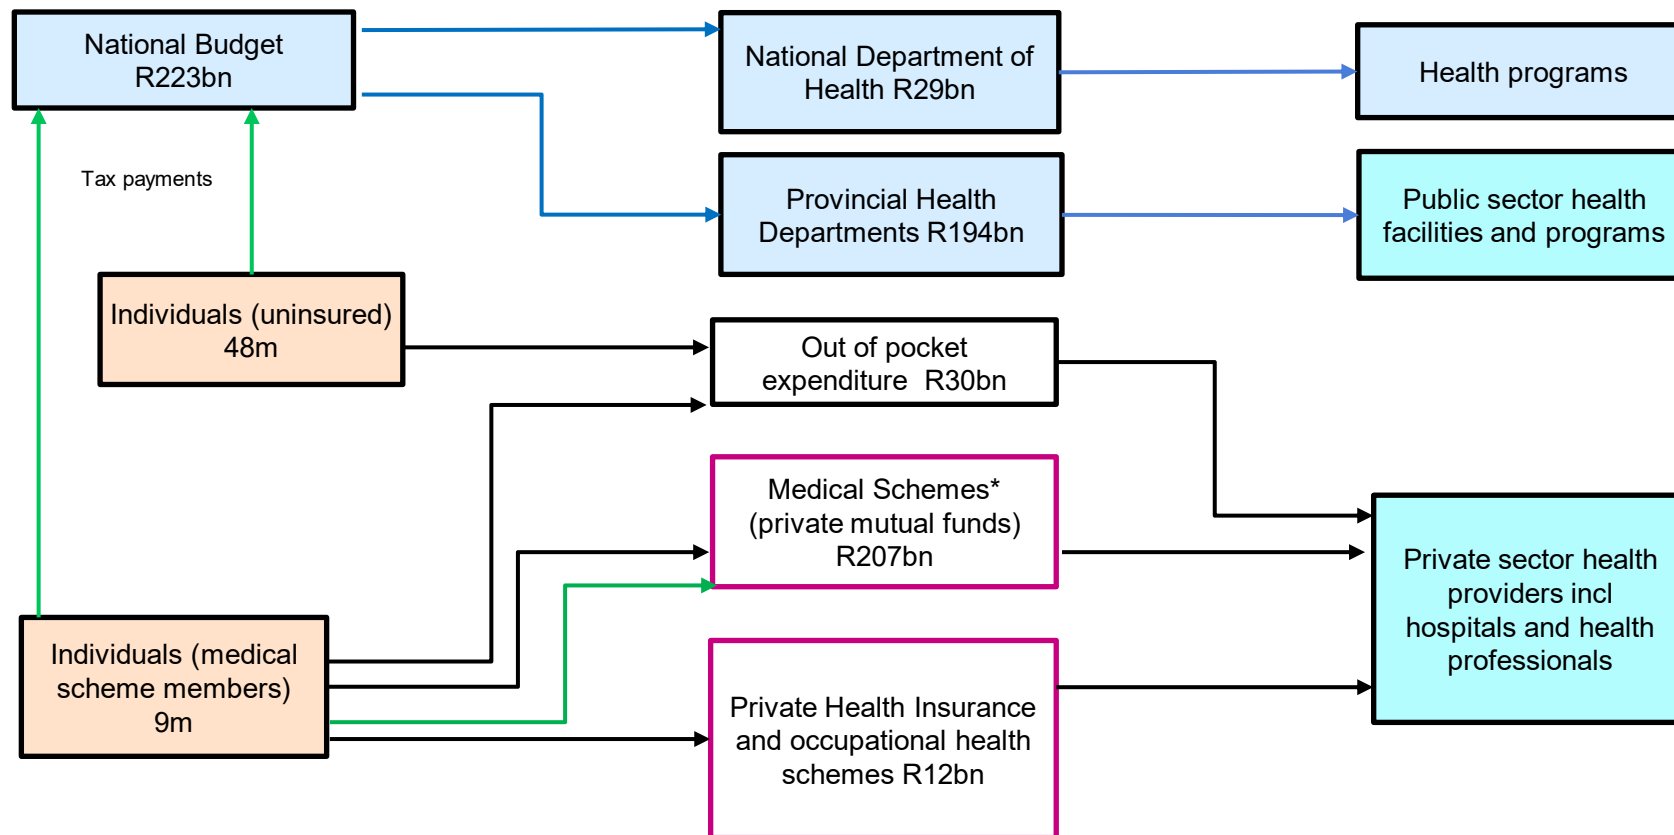 National Budget
R223bn
National Department of
Health R29bn
Health programs
Tax payments
Provincial Health
Departments R194bn
Public sector health
facilities and programs
Individuals (uninsured)
48m
Out of pocket
expenditure  R30bn
Medical Schemes*
(private mutual funds)
R207bn
Private sector health
providers incl
hospitals and health
professionals
Individuals (medical
scheme members)
9m
Private Health Insurance
and occupational health
schemes R12bn